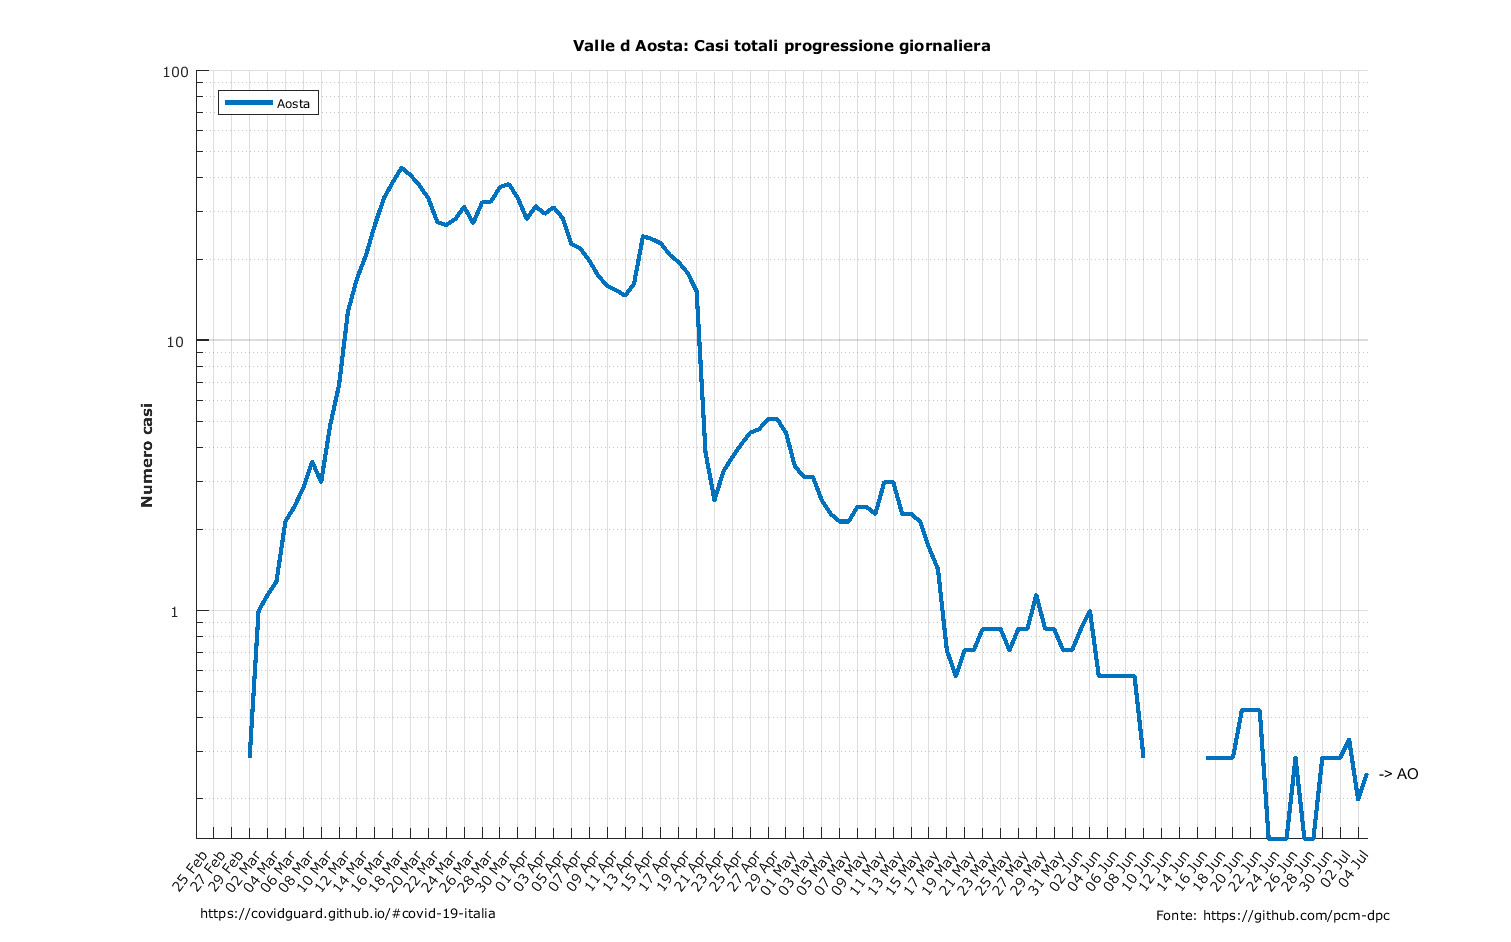 Valle d Aosta: Casi totali progressione giornaliera
100
10
1
Aosta
Numero casi
-> AO
25 Feb
27 Feb
29 Feb
02 Mar
04 Mar
06 Mar
08 Mar
10 Mar
12 Mar
14 Mar
16 Mar
18 Mar
20 Mar
22 Mar
24 Mar
26 Mar
28 Mar
30 Mar
01 Apr
03 Apr
05 Apr
07 Apr
09 Apr
11 Apr
13 Apr
15 Apr
17 Apr
19 Apr
21 Apr
23 Apr
25 Apr
27 Apr
29 Apr
01 May
03 May
05 May
07 May
09 May
11 May
13 May
15 May
17 May
19 May
21 May
23 May
25 May
27 May
29 May
31 May
02 Jun
04 Jun
06 Jun
08 Jun
10 Jun
12 Jun
14 Jun
16 Jun
18 Jun
20 Jun
22 Jun
24 Jun
26 Jun
28 Jun
30 Jun
02 Jul
04 Jul
https://covidguard.github.io/#covid-19-italia
Fonte: https://github.com/pcm-dpc